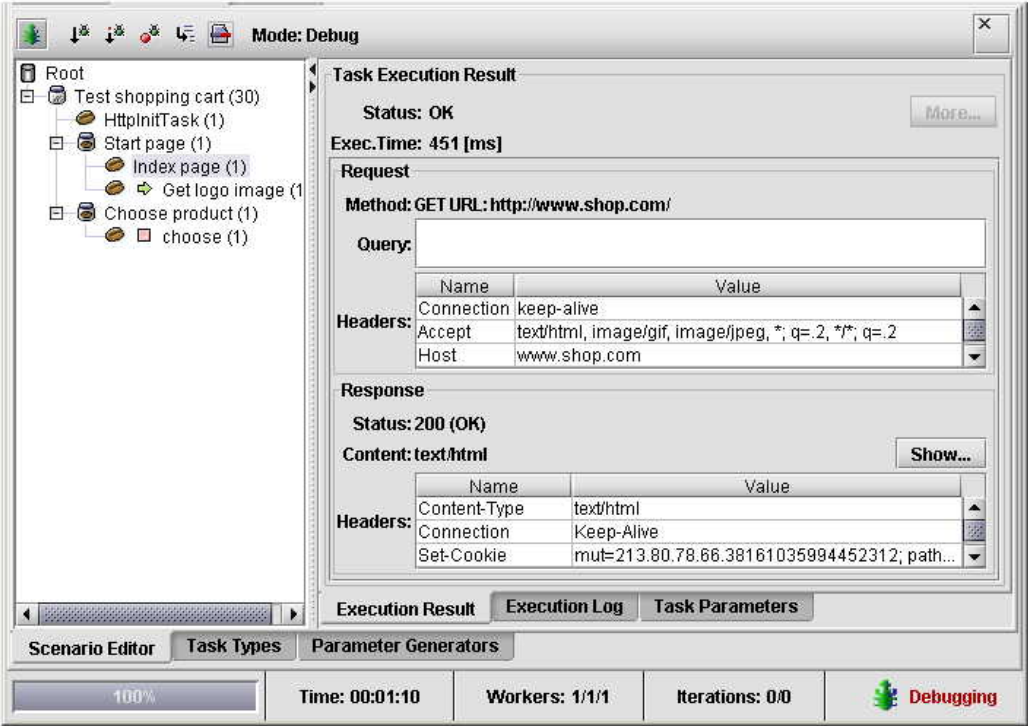 Mode: Debug
Root
Test shopping cart (30)
HttpInitTask (1)
Start page (1)
Index page (1)
Get logo image (1
Choose product (1)
choose (1)
Task Execution Result
Status: OK
More...
Exec.Time: 451 [ms]
Request
Method: GET URL: http://www.shop.com/
Query:
Headers:
Name Value
Connection keep-alive
Accept text/html, image/gif, image/jpeg, *; q=.2, */*; q=.2
Host www.shop.com
Response
Status: 200 (OK)
Content: text/html
Show...
Headers:
Name Value
Content-Type text/html
Connection Keep-Alive
Set-Cookie mut=213.80.78.66.38161035994452312; path...
Execution Result Execution Log Task Parameters
Scenario Editor Task Types Parameter Generators
100% Time: 00:01:10 Workers: 1/1/1 Iterations: 0/0 Debugging